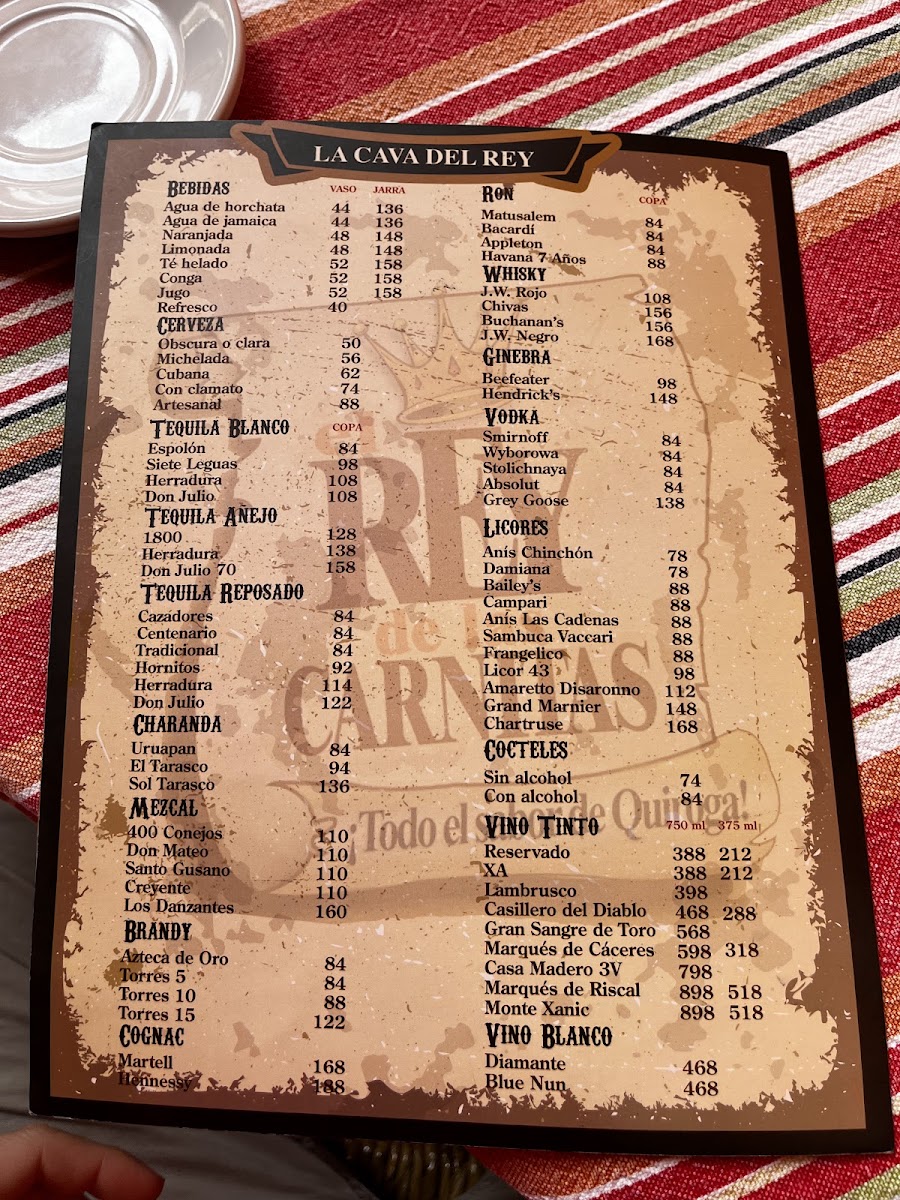 LA CAVA DEL REY
BEBIDAS VASO JARRA
Agua de horchata 44 136
Agua de jamaica 44 136
Naranjada 48 148
Limonada 48 148
Té helado 52 158
Conga 52 158
Jugo 52 158
Refresco 40
CERVEZA
Obscura o clara 50
Michelada 56
Cubana 62
Con clamato 74
Artesanal 88
TEQUILA BLANCO COPA
Espolón 84
Siete Leguas 98
Herradura 108
Don Julio 108
TEQUILA AÑEJO
1800 128
Herradura 138
Don Julio 70 158
TEQUILA REPOSADO
Cazadores 84
Centenario 84
Tradicional 84
Hornitos 92
Herradura 114
Don Julio 122
CHARANDA
Uruapan 84
El Tarasco 94
Sol Tarasco 136
MEZCAL
400 Conejos 110
Don Mateo 110
Santo Gusano 110
Creyente 110
Los Danzantes 160
BRANDY
Azteca de Oro 84
Torres 5 84
Torres 10 88
Torres 15 122
COGNAC
Martell 168
Hennessy 188
RON COPA
Matusalem 84
Bacardí 84
Appleton 84
Havana 7 Años 88
WHISKY
J.W. Rojo 108
Chivas 156
Buchanan's 156
J.W. Negro 168
GINEBRA
Beefeater 98
Hendrick's 148
VODKA
Smirnoff 84
Wyborowa 84
Stolichnaya 84
Absolut 84
Grey Goose 138
LICORES
Anís Chinchón 78
Damiana 78
Bailey's 88
Campari 88
Anís Las Cadenas 88
Sambuca Vaccari 88
Frangelico 88
Licor 43 98
Amaretto Disaronno 112
Grand Marnier 148
Chartruse 168
COCTELES
Sin alcohol 74
Con alcohol 84
VINO TINTO 750 ml 375 ml
Reservado 388 212
XA 388 212
Lambrusco 398
Casillero del Diablo 468 288
Gran Sangre de Toro 568
Marqués de Cáceres 598 318
Casa Madero 3V 798
Marqués de Riscal 898 518
Monte Xanic 898 518
VINO BLANCO
Diamante 468
Blue Nun 468
REY
de
CARNITAS
¡Todo el sabor de Quiroga!